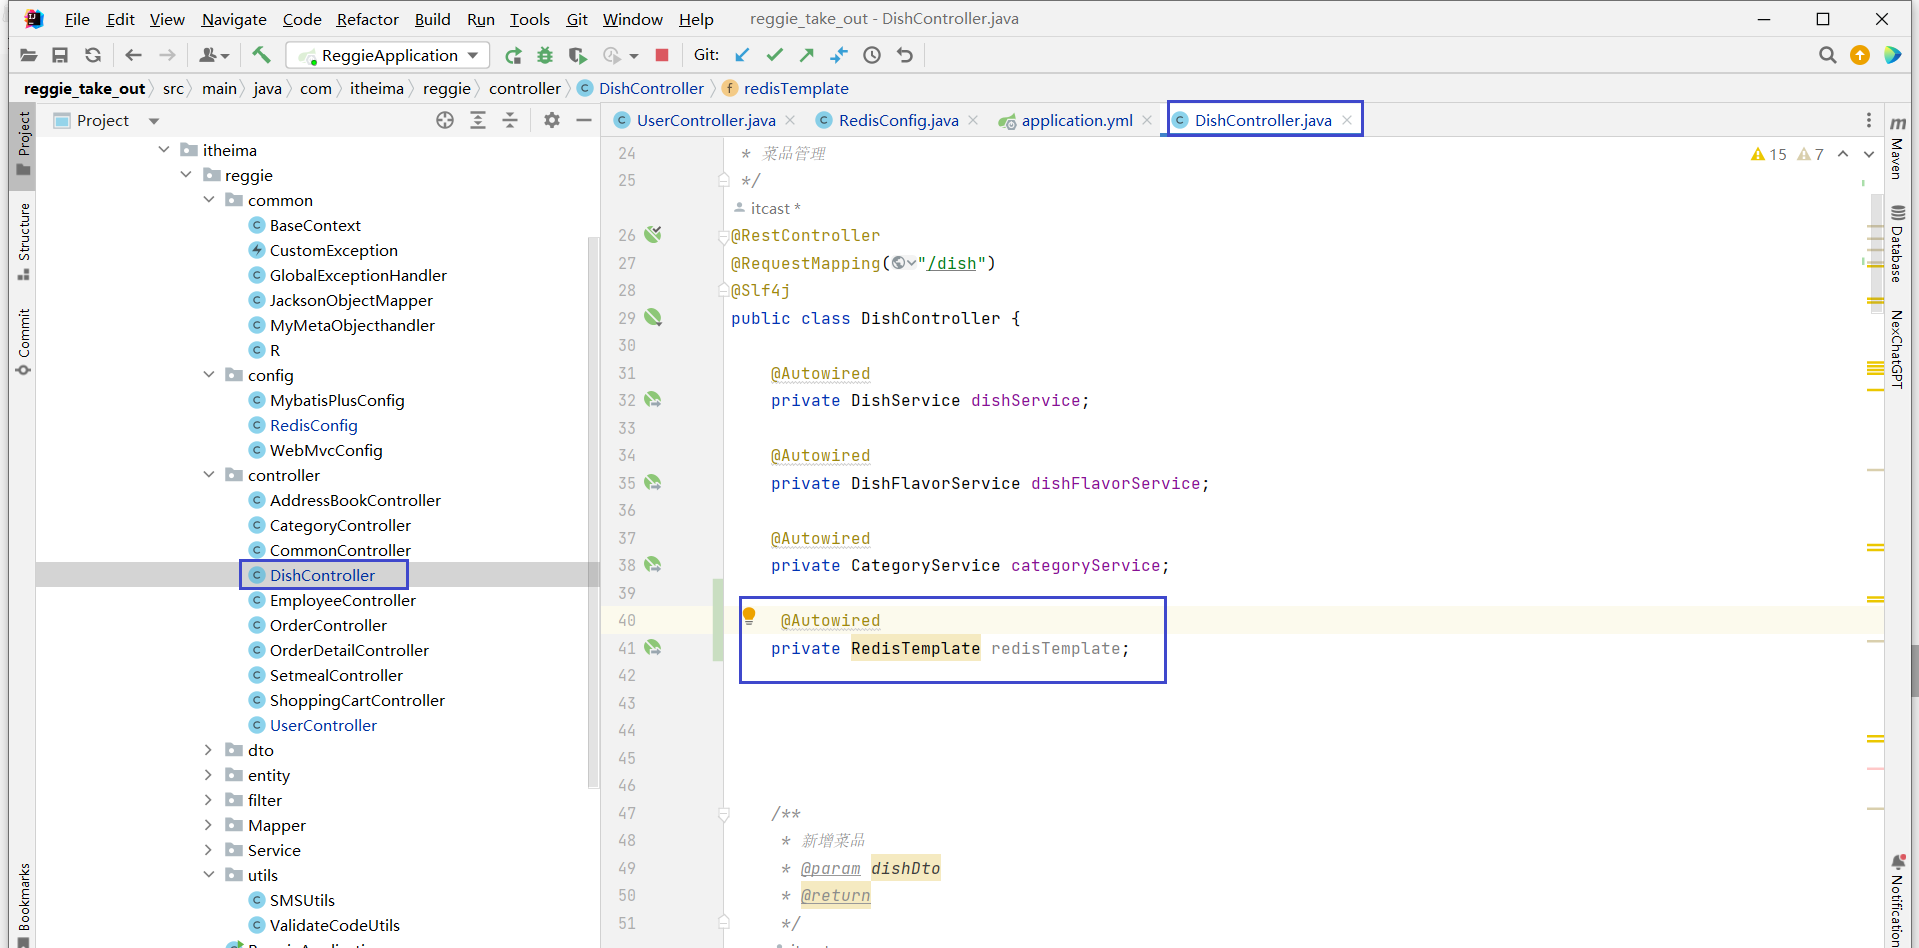 File Edit View Navigate Code Refactor Build Run Tools Git Window Help reggie_take_out - DishController.java
ReggieApplication Git:
reggie_take_out src main java com itheima reggie controller DishController redisTemplate
Project
UserController.java RedisConfig.java application.yml DishController.java
Project
Structure
Commit
Bookmarks
itheima
reggie
common
BaseContext
CustomException
GlobalExceptionHandler
JacksonObjectMapper
MyMetaObjecthandler
R
config
MybatisPlusConfig
RedisConfig
WebMvcConfig
controller
AddressBookController
CategoryController
CommonController
DishController
EmployeeController
OrderController
OrderDetailController
SetmealController
ShoppingCartController
UserController
dto
entity
filter
Mapper
Service
utils
SMSUtils
ValidateCodeUtils
15 7
24 * 菜品管理
25 */
itcast *
26 @RestController
27 @RequestMapping("/dish")
28 @Slf4j
29 public class DishController {
30
31 @Autowired
32 private DishService dishService;
33
34 @Autowired
35 private DishFlavorService dishFlavorService;
36
37 @Autowired
38 private CategoryService categoryService;
39
40 @Autowired
41 private RedisTemplate redisTemplate;
42
43
44
45
46
47 /**
48 * 新增菜品
49 * @param dishDto
50 * @return
51 */
m Maven
Database
NexChatGPT
Notification